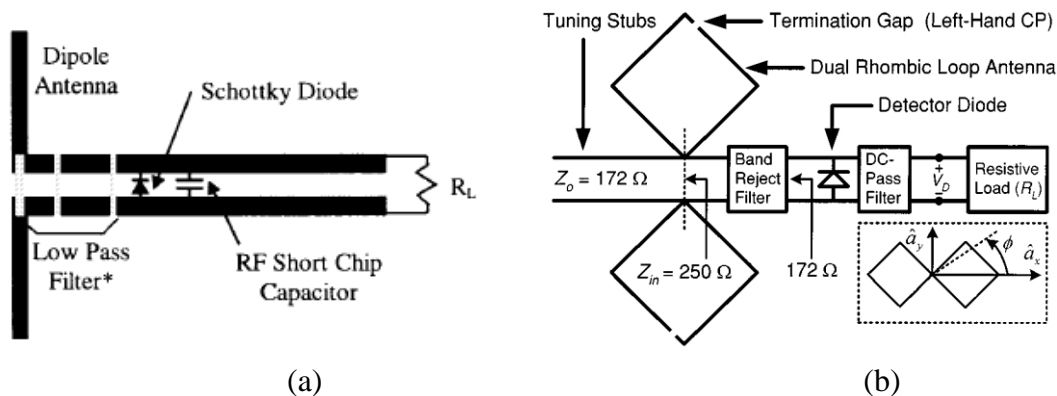 Dipole
Antenna
Schottky Diode
R_L
Low Pass
Filter*
RF Short Chip
Capacitor
(a)
Tuning Stubs
Termination Gap (Left-Hand CP)
Dual Rhombic Loop Antenna
Detector Diode
Z_o = 172 Ω
Band
Reject
Filter
DC-
Pass
Filter
+
V_D
–
Resistive
Load (R_L)
Z_in = 250 Ω
172 Ω
â_y
ϕ
â_x
(b)